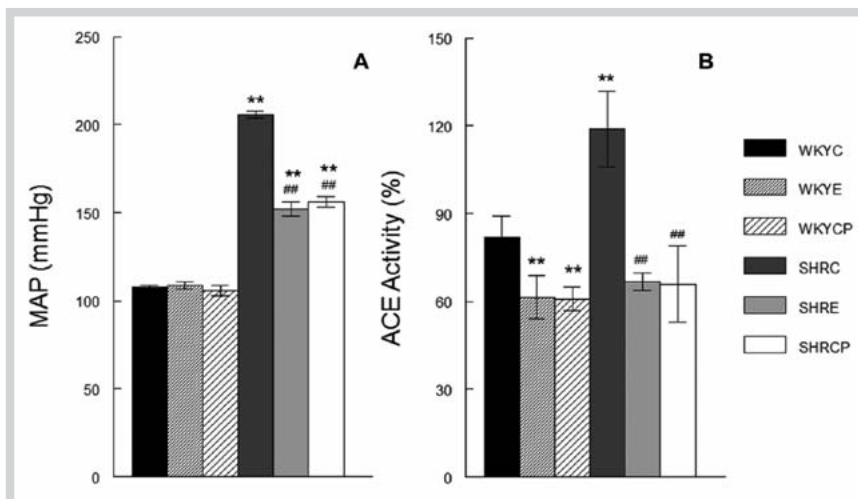 A
MAP (mmHg)
250
200
150
100
50
0
**
**
##
**
##
B
ACE Activity (%)
150
120
90
60
30
0
**
**
**
##
##
WKYC
WKYE
WKYCP
SHRC
SHRE
SHRCP